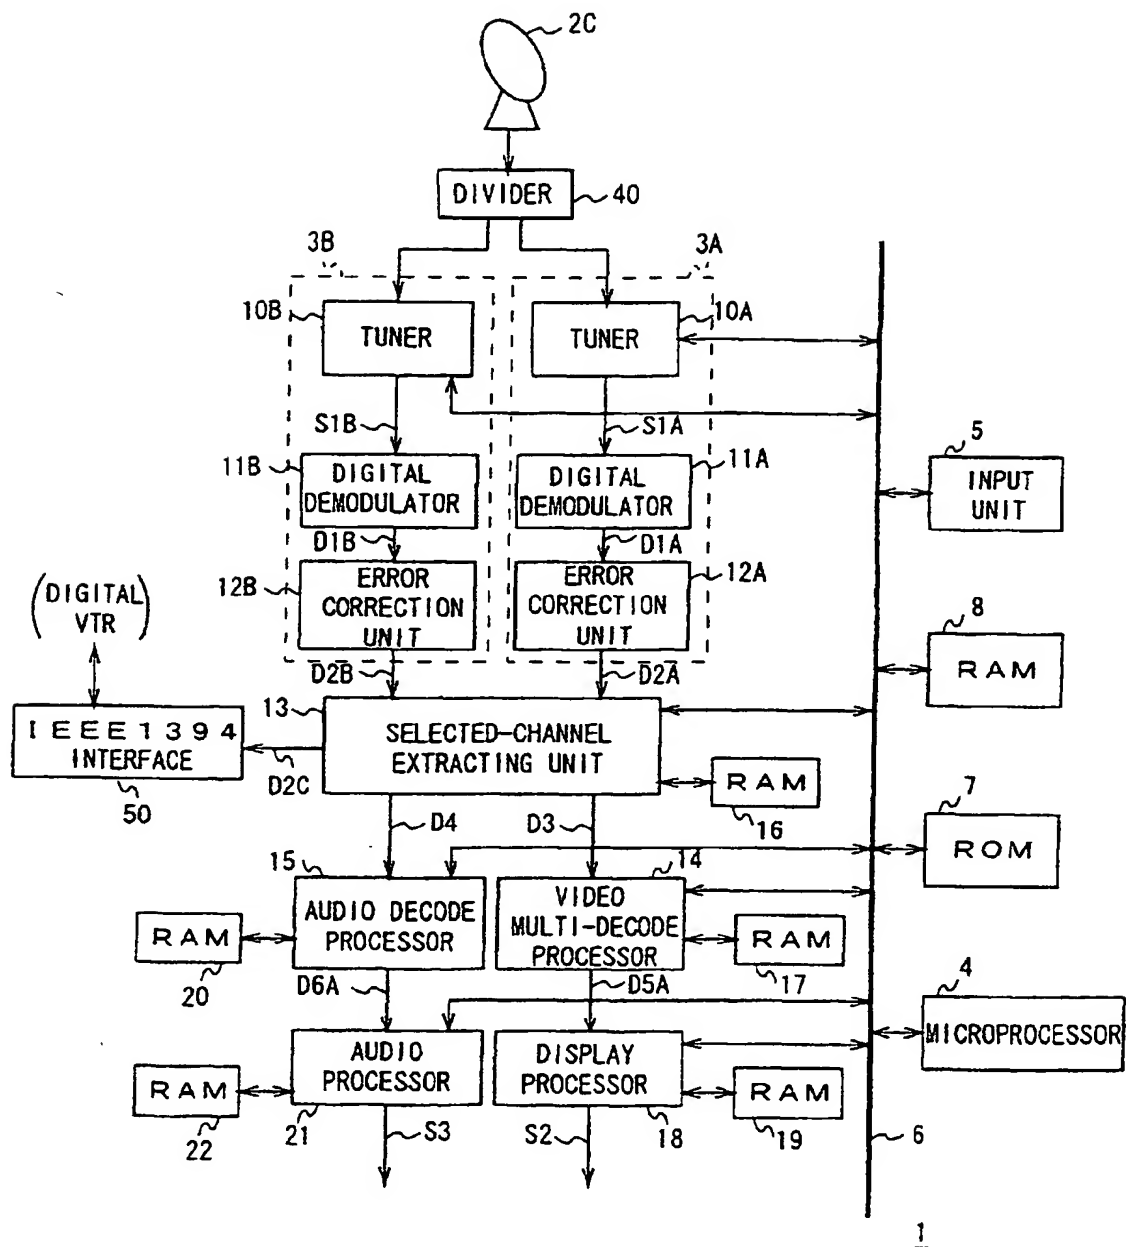 2C
DIVIDER
40
3B
3A
10B
TUNER
TUNER
10A
S1B
S1A
11B
DIGITAL
DEMODULATOR
DIGITAL
DEMODULATOR
11A
5
INPUT
UNIT
D1B
D1A
12B
ERROR
CORRECTION
UNIT
ERROR
CORRECTION
UNIT
12A
(DIGITAL
VTR)
8
RAM
D2B
D2A
13
IEEE1394
INTERFACE
50
D2C
SELECTED-CHANNEL
EXTRACTING UNIT
RAM
16
7
ROM
D4
D3
15
AUDIO DECODE
PROCESSOR
14
VIDEO
MULTI-DECODE
PROCESSOR
RAM
20
RAM
17
D6A
D5A
4
MICROPROCESSOR
AUDIO
PROCESSOR
21
DISPLAY
PROCESSOR
18
RAM
22
RAM
19
S3
S2
6
1